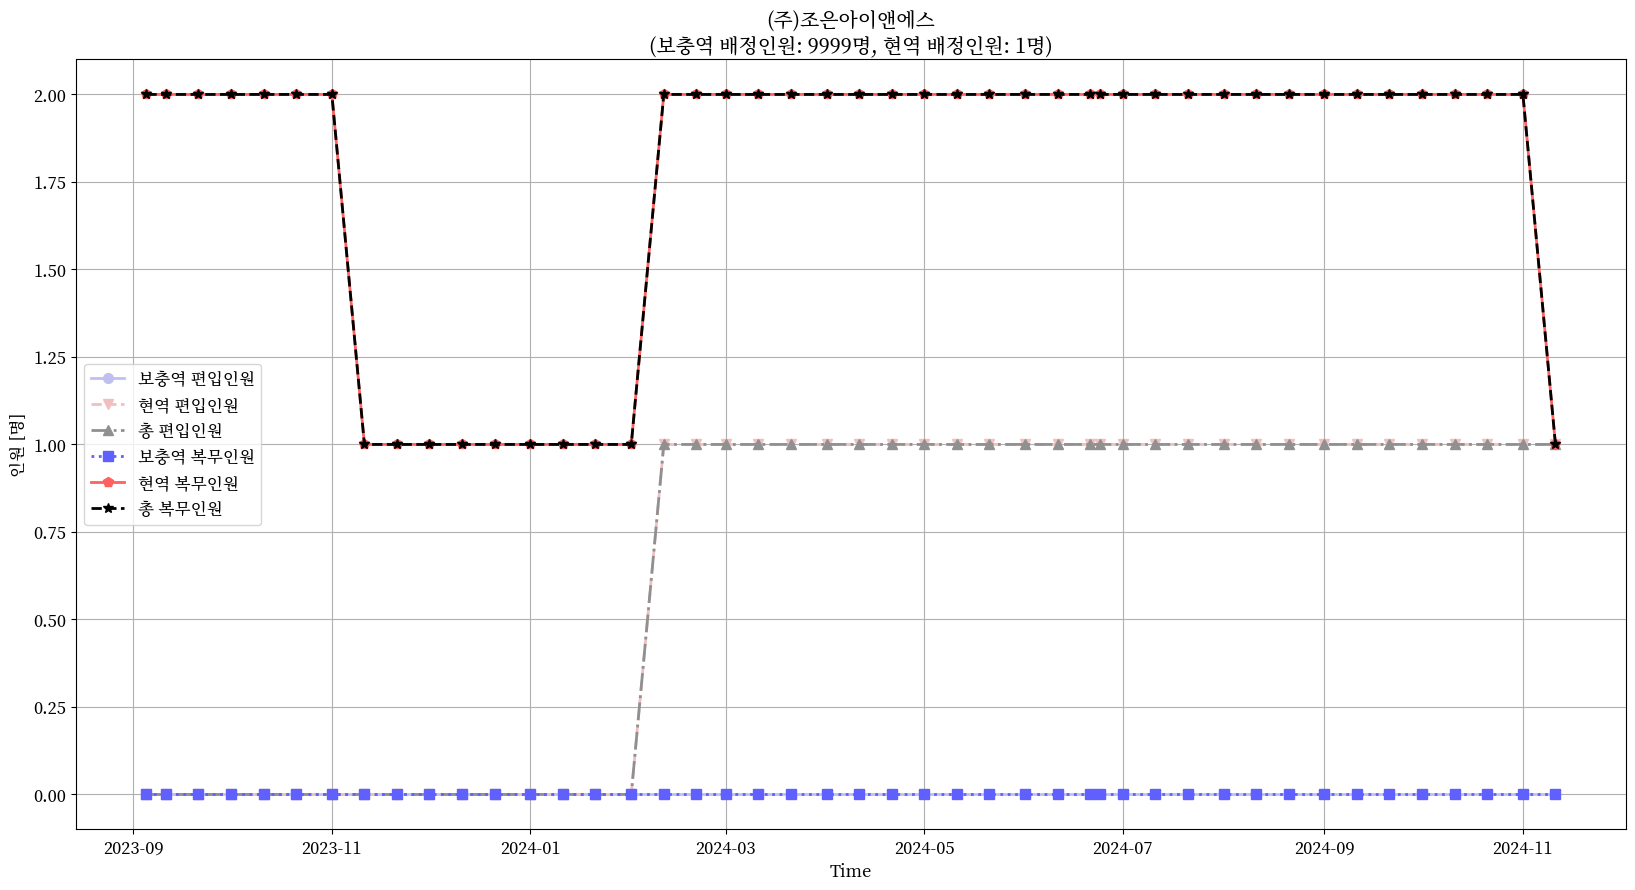 (주)조은아이앤에스
(보충역 배정인원: 9999명, 현역 배정인원: 1명)
인원 [명]
2.00
1.75
1.50
1.25
1.00
0.75
0.50
0.25
0.00
보충역 편입인원
현역 편입인원
총 편입인원
보충역 복무인원
현역 복무인원
총 복무인원
2023-09
2023-11
2024-01
2024-03
2024-05
2024-07
2024-09
2024-11
Time